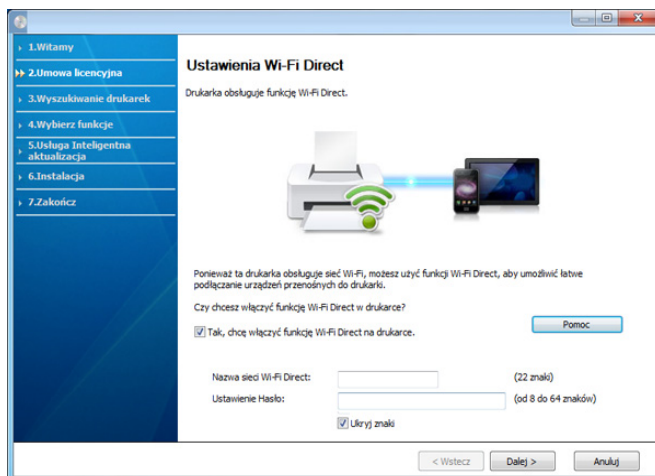 1.Witamy
2.Umowa licencyjna
3.Wyszukiwanie drukarek
4.Wybierz funkcje
5.Usługa Inteligentna
aktualizacja
6.Instalacja
7.Zakończ
Ustawienia Wi-Fi Direct
Drukarka obsługuje funkcję Wi-Fi Direct.
Ponieważ ta drukarka obsługuje sieć Wi-Fi, możesz użyć funkcji Wi-Fi Direct, aby umożliwić łatwe
podłączanie urządzeń przenośnych do drukarki.
Czy chcesz włączyć funkcję Wi-Fi Direct w drukarce?
Tak, chcę włączyć funkcję Wi-Fi Direct na drukarce.
Pomoc
Nazwa sieci Wi-Fi Direct: (22 znaki)
Ustawienie Hasło: (od 8 do 64 znaków)
Ukryj znaki
< Wstecz Dalej > Anuluj